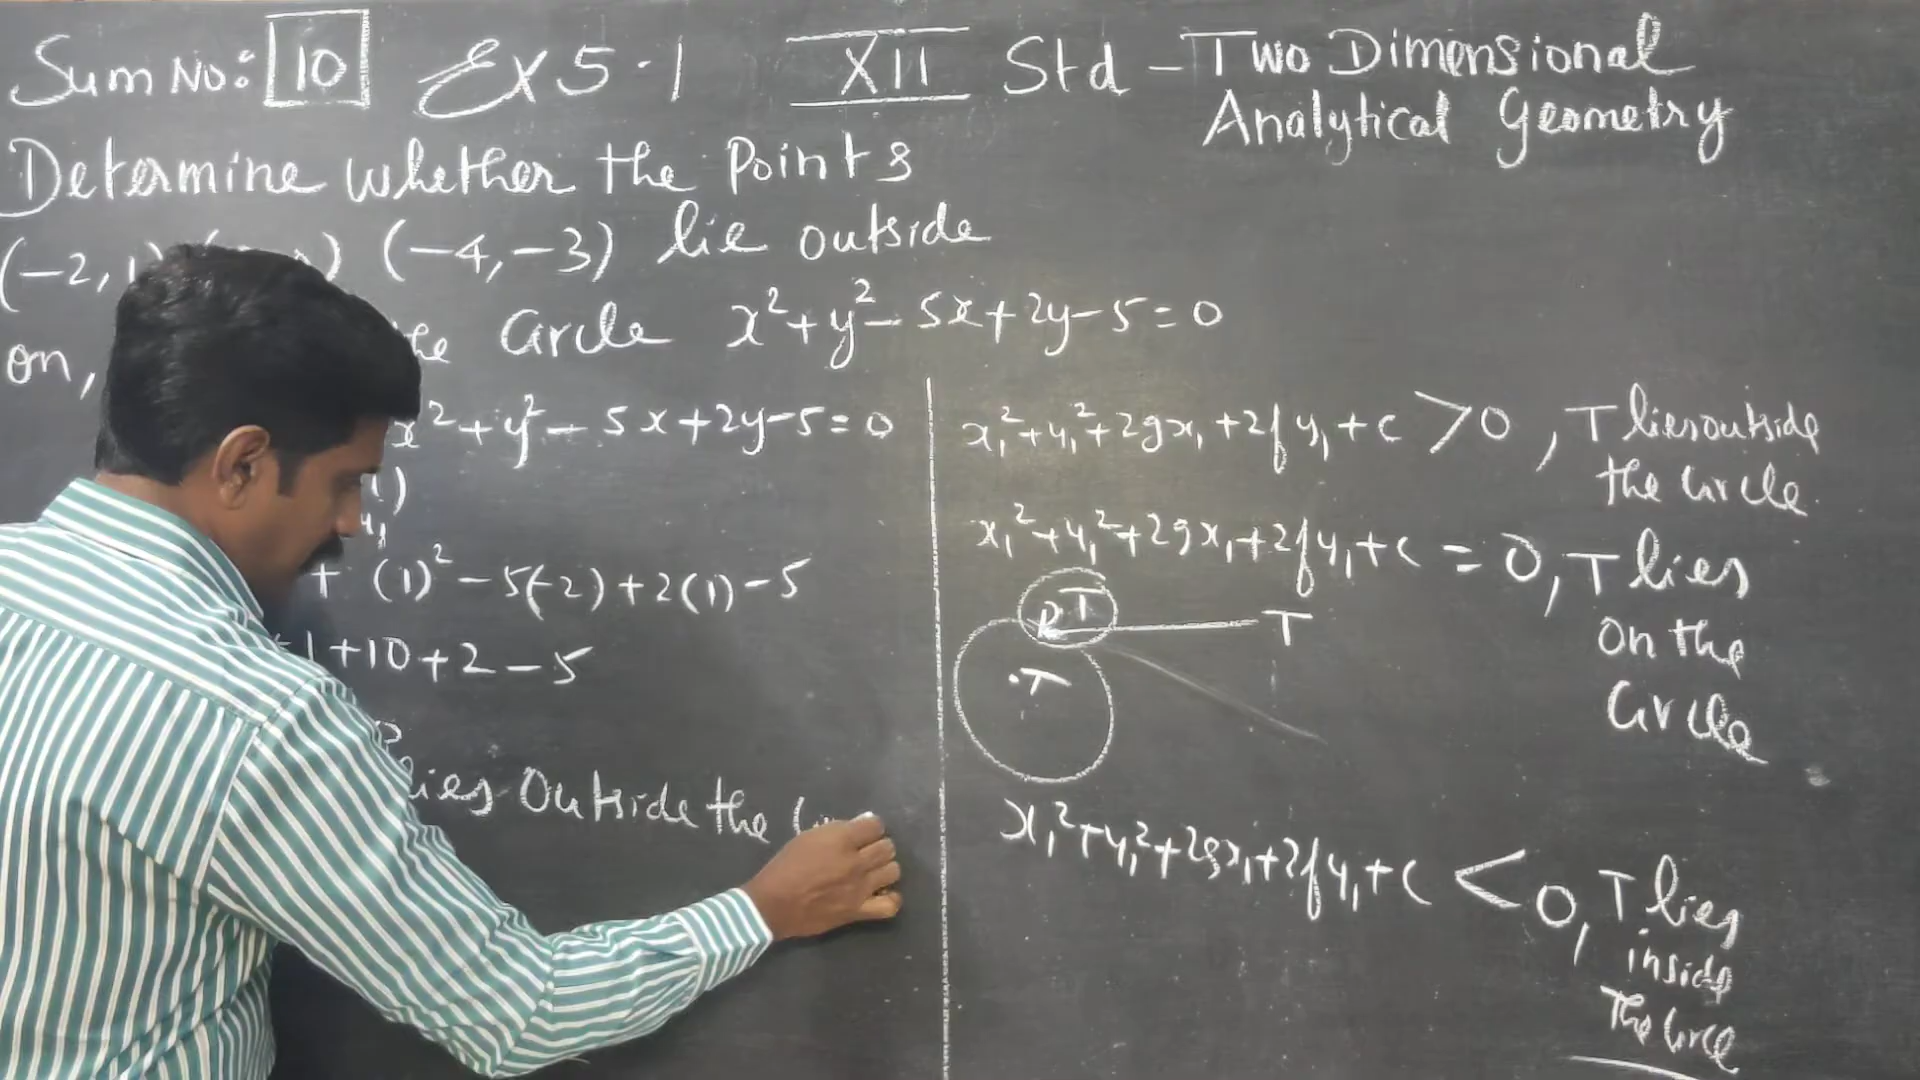 Sum No: 10 Ex 5.1 XII Std - Two Dimensional
Analytical Geometry
Determine whether the Points
(-2, 1) (-4,-3) lie outside
on, Circle x²+y²-5x+2y-5=0
x²+y²-5x+2y-5=0
1)
y₁
+ (1)²-5(-2)+2(1)-5
+1+10+2-5
lies Outside the
x₁²+y₁²+2gx₁+2fy₁+c >0, T lies outside
the Circle.
x₁²+y₁²+2gx₁+2fy₁+c = 0, T lies
on the
Circle
T
T
.T
x₁²+y₁²+2gx₁+2fy₁+c < 0, T lies
inside
the Circle